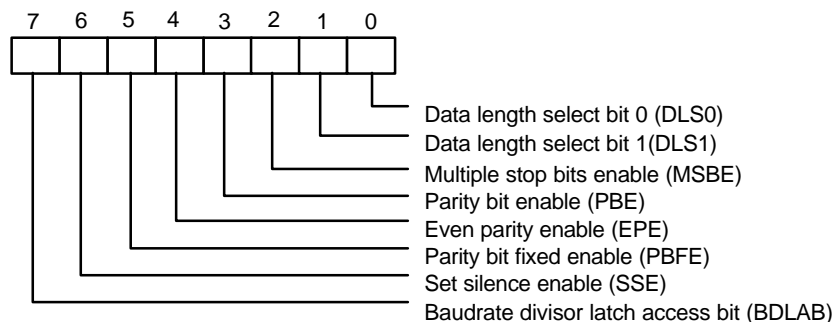 7 6 5 4 3 2 1 0
Data length select bit 0 (DLS0)
Data length select bit 1(DLS1)
Multiple stop bits enable (MSBE)
Parity bit enable (PBE)
Even parity enable (EPE)
Parity bit fixed enable (PBFE)
Set silence enable (SSE)
Baudrate divisor latch access bit (BDLAB)